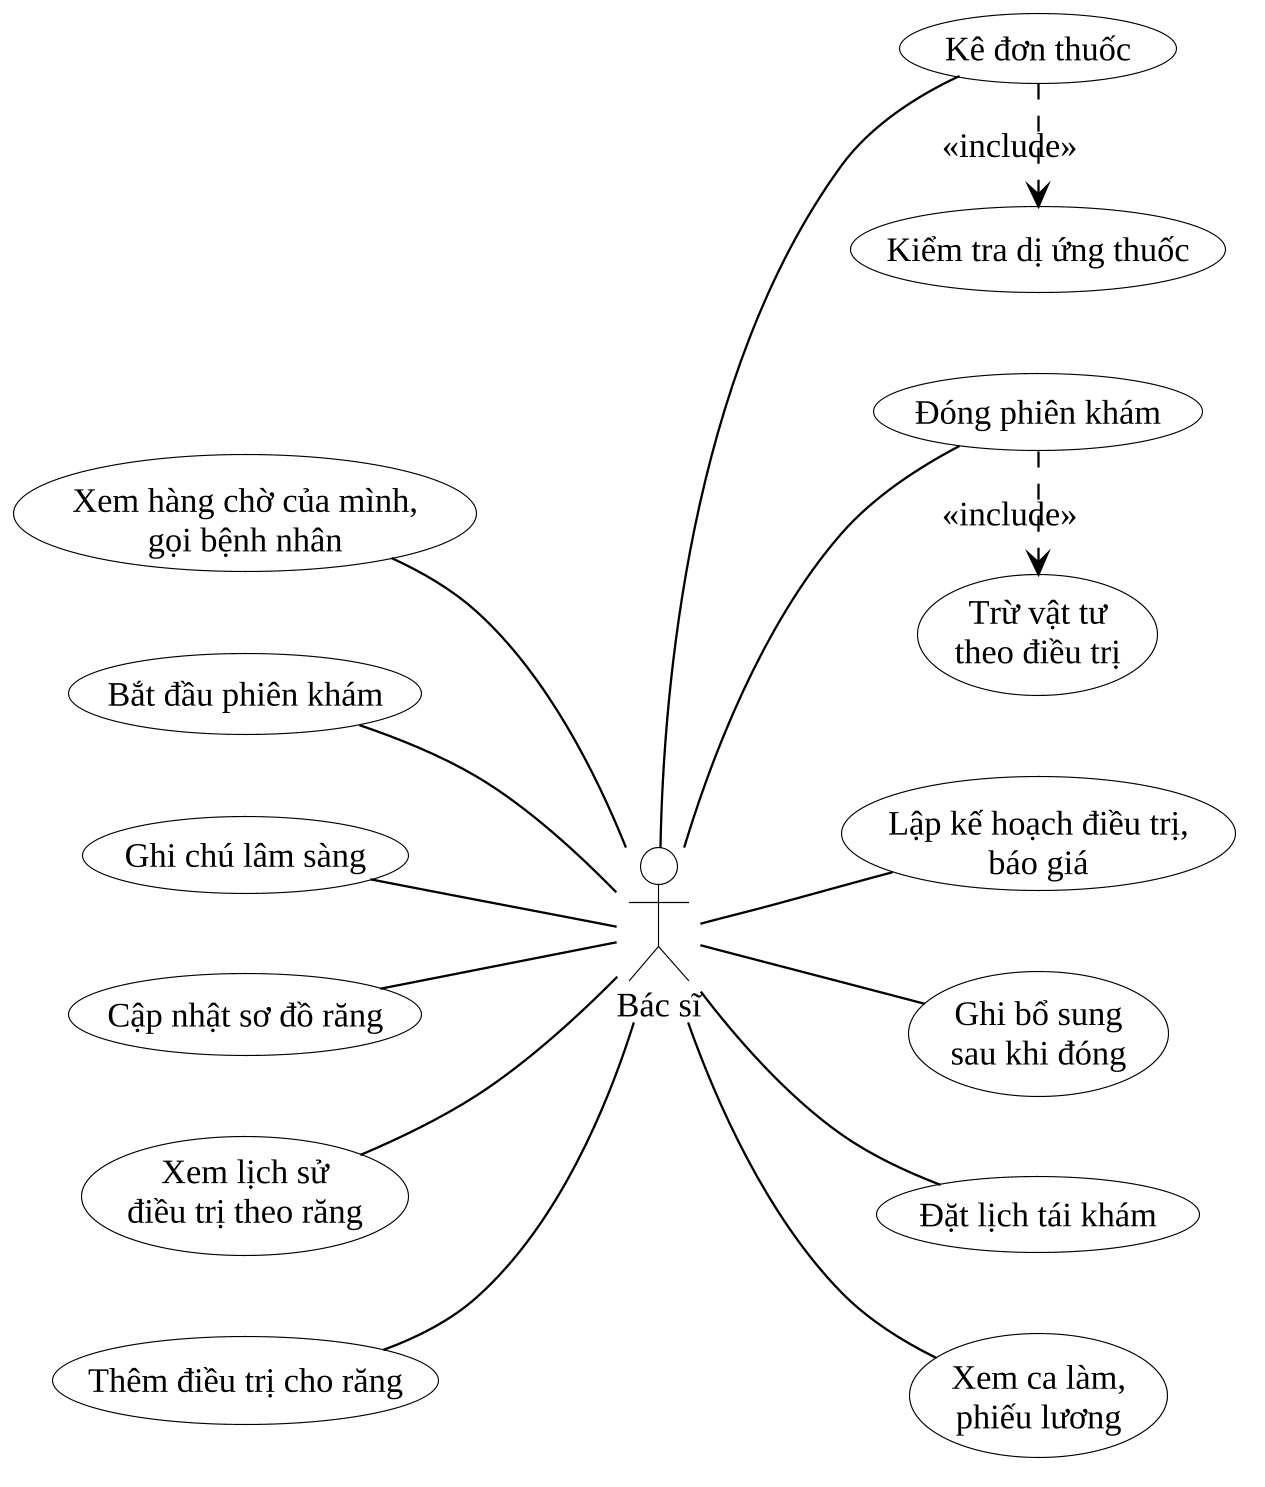 Kê đơn thuốc
«include»
Kiểm tra dị ứng thuốc
Đóng phiên khám
«include»
Trừ vật tư
theo điều trị
Xem hàng chờ của mình,
gọi bệnh nhân
Bắt đầu phiên khám
Ghi chú lâm sàng
Cập nhật sơ đồ răng
Xem lịch sử
điều trị theo răng
Thêm điều trị cho răng
Bác sĩ
Lập kế hoạch điều trị,
báo giá
Ghi bổ sung
sau khi đóng
Đặt lịch tái khám
Xem ca làm,
phiếu lương